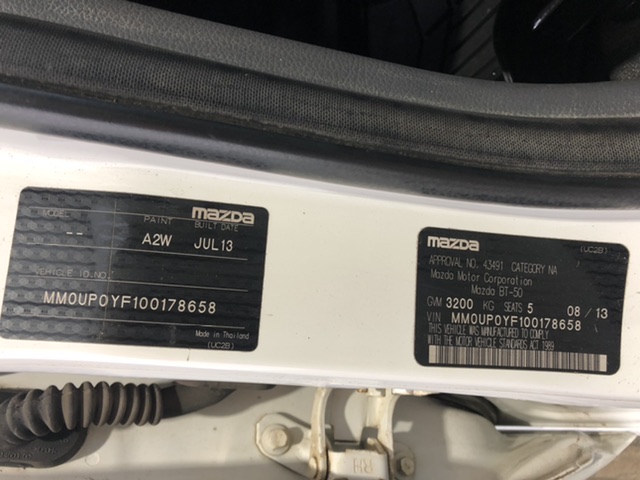 mazda
MODEL PAINT BUILT DATE
-- A2W JUL13
VEHICLE ID.NO.
MM0UP0YF100178658
Made in Thailand
(UC2B)
mazda (UC2B)
APPROVAL NO. 43491 CATEGORY NA
Mazda Motor Corporation
Mazda BT-50
GVM 3200 KG SEATS 5 08/13
VIN MM0UP0YF100178658
THIS VEHICLE WAS MANUFACTURED TO COMPLY
WITH THE MOTOR VEHICLE STANDARDS ACT 1989
RH